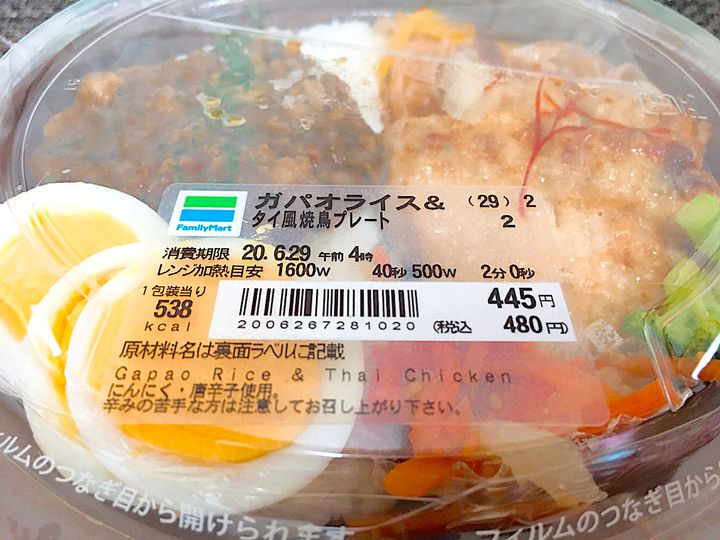 ガパオライス& (29) 2
タイ風焼鳥プレート 2
FamilyMart
消費期限 20.6.29 午前 4時
レンジ加熱目安 1600w 40秒 500w 2分 0秒
1包装当り
538
kcal
445円
2006267281020 (税込 480円)
原材料名は裏面ラベルに記載
Gapao Rice & Thai Chicken
にんにく・唐辛子使用。
辛みの苦手な方は注意してお召し上がり下さい。
フィルムのつなぎ目から開けられます
フィルムのつなぎ目から